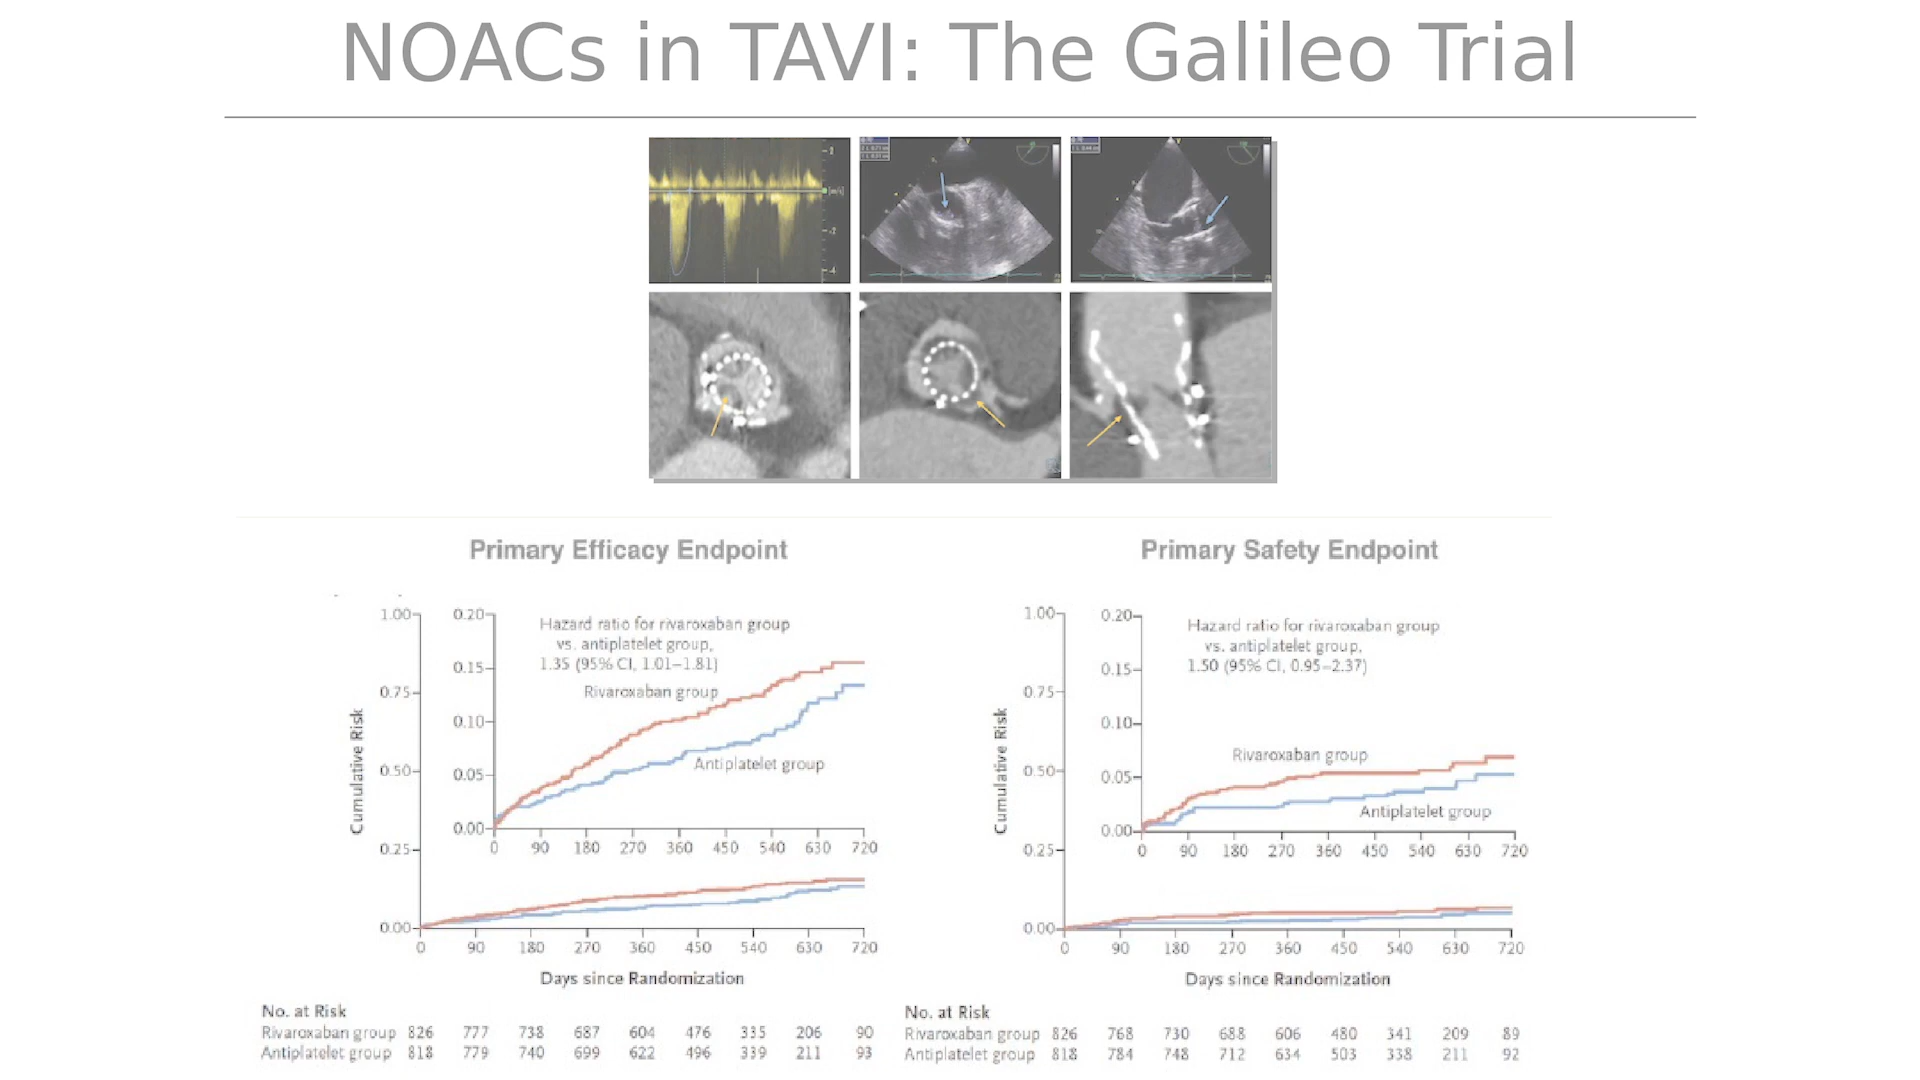 NOACs in TAVI: The Galileo Trial
Primary Efficacy Endpoint
1.00
0.75
0.50
0.25
0.00
Cumulative Risk
0.20
0.15
0.10
0.05
0.00
Hazard ratio for rivaroxaban group
vs. antiplatelet group,
1.35 (95% CI, 1.01–1.81)
Rivaroxaban group
Antiplatelet group
0 90 180 270 360 450 540 630 720
0 90 180 270 360 450 540 630 720
Days since Randomization
No. at Risk
Rivaroxaban group 826 777 738 687 604 476 335 206 90
Antiplatelet group 818 779 740 699 622 496 339 211 93
Primary Safety Endpoint
1.00
0.75
0.50
0.25
0.00
Cumulative Risk
0.20
0.15
0.10
0.05
0.00
Hazard ratio for rivaroxaban group
vs. antiplatelet group,
1.50 (95% CI, 0.95–2.37)
Rivaroxaban group
Antiplatelet group
0 90 180 270 360 450 540 630 720
0 90 180 270 360 450 540 630 720
Days since Randomization
No. at Risk
Rivaroxaban group 826 768 730 688 606 480 341 209 89
Antiplatelet group 818 784 748 712 634 503 338 211 92